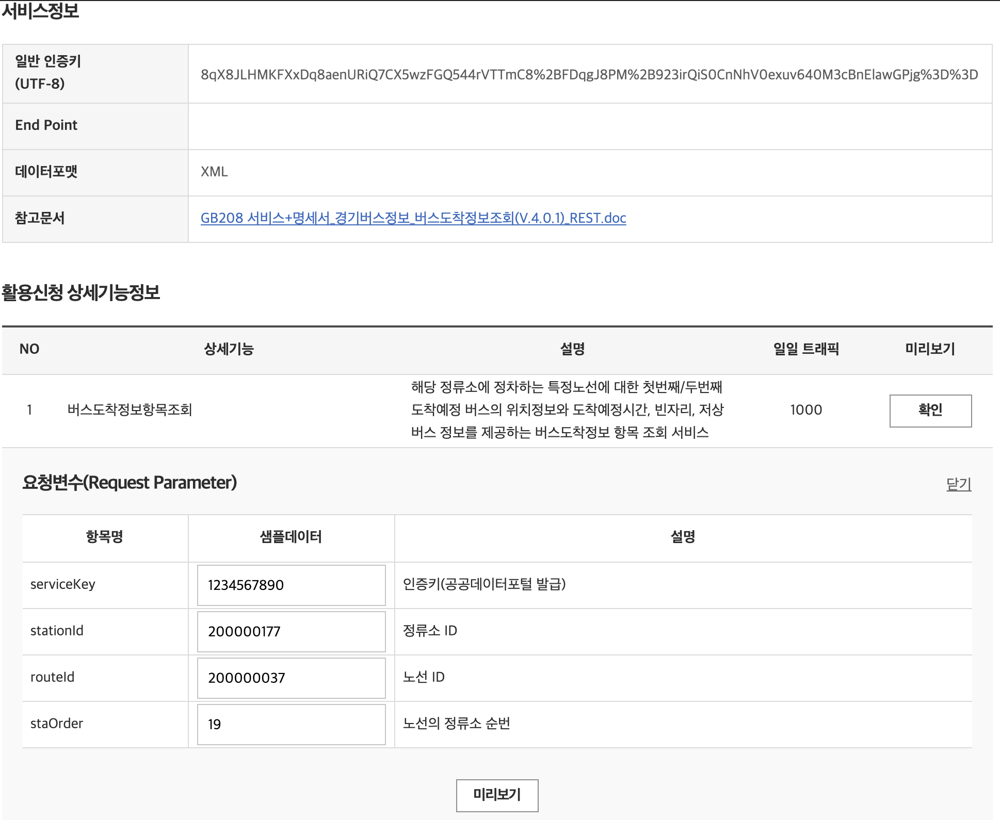 서비스정보
일반 인증키
(UTF-8)
8qX8JLHMKFXxDq8aenURiQ7CX5wzFGQ544rVTTmC8%2BFDqgJ8PM%2B923irQiS0CnNhV0exuv640M3cBnElawGPjg%3D%3D
End Point
데이터포맷
XML
참고문서
GB208 서비스+명세서_경기버스정보_버스도착정보조회(V.4.0.1)_REST.doc
활용신청 상세기능정보
NO 상세기능 설명 일일 트래픽 미리보기
해당 정류소에 정차하는 특정노선에 대한 첫번째/두번째
1 버스도착정보항목조회 도착예정 버스의 위치정보와 도착예정시간, 빈자리, 저상 1000 확인
버스 정보를 제공하는 버스도착정보 항목 조회 서비스
요청변수(Request Parameter) 닫기
항목명 샘플데이터 설명
serviceKey 1234567890 인증키(공공데이터포털 발급)
stationId 200000177 정류소 ID
routeId 200000037 노선 ID
staOrder 19 노선의 정류소 순번
미리보기